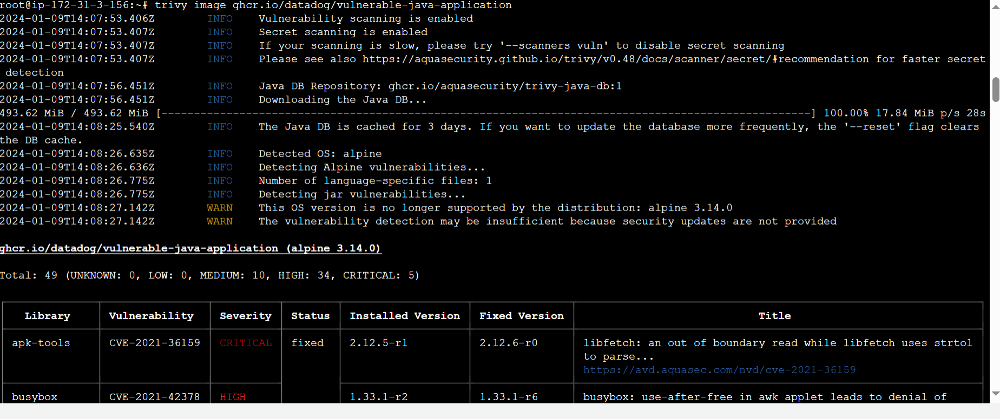 root@ip-172-31-3-156:~# trivy image ghcr.io/datadog/vulnerable-java-application
2024-01-09T14:07:53.406Z INFO Vulnerability scanning is enabled
2024-01-09T14:07:53.407Z INFO Secret scanning is enabled
2024-01-09T14:07:53.407Z INFO If your scanning is slow, please try '--scanners vuln' to disable secret scanning
2024-01-09T14:07:53.407Z INFO Please see also https://aquasecurity.github.io/trivy/v0.48/docs/scanner/secret/#recommendation for faster secret
detection
2024-01-09T14:07:56.451Z INFO Java DB Repository: ghcr.io/aquasecurity/trivy-java-db:1
2024-01-09T14:07:56.451Z INFO Downloading the Java DB...
493.62 MiB / 493.62 MiB [----------------------------------------------------------------------------------------------------] 100.00% 17.84 MiB p/s 28s
2024-01-09T14:08:25.540Z INFO The Java DB is cached for 3 days. If you want to update the database more frequently, the '--reset' flag clears
the DB cache.
2024-01-09T14:08:26.635Z INFO Detected OS: alpine
2024-01-09T14:08:26.636Z INFO Detecting Alpine vulnerabilities...
2024-01-09T14:08:26.775Z INFO Number of language-specific files: 1
2024-01-09T14:08:26.775Z INFO Detecting jar vulnerabilities...
2024-01-09T14:08:27.142Z WARN This OS version is no longer supported by the distribution: alpine 3.14.0
2024-01-09T14:08:27.142Z WARN The vulnerability detection may be insufficient because security updates are not provided
ghcr.io/datadog/vulnerable-java-application (alpine 3.14.0)
Total: 49 (UNKNOWN: 0, LOW: 0, MEDIUM: 10, HIGH: 34, CRITICAL: 5)
Library Vulnerability Severity Status Installed Version Fixed Version Title
apk-tools CVE-2021-36159 CRITICAL fixed 2.12.5-r1 2.12.6-r0 libfetch: an out of boundary read while libfetch uses strtol
to parse...
https://avd.aquasec.com/nvd/cve-2021-36159
busybox CVE-2021-42378 HIGH 1.33.1-r2 1.33.1-r6 busybox: use-after-free in awk applet leads to denial of